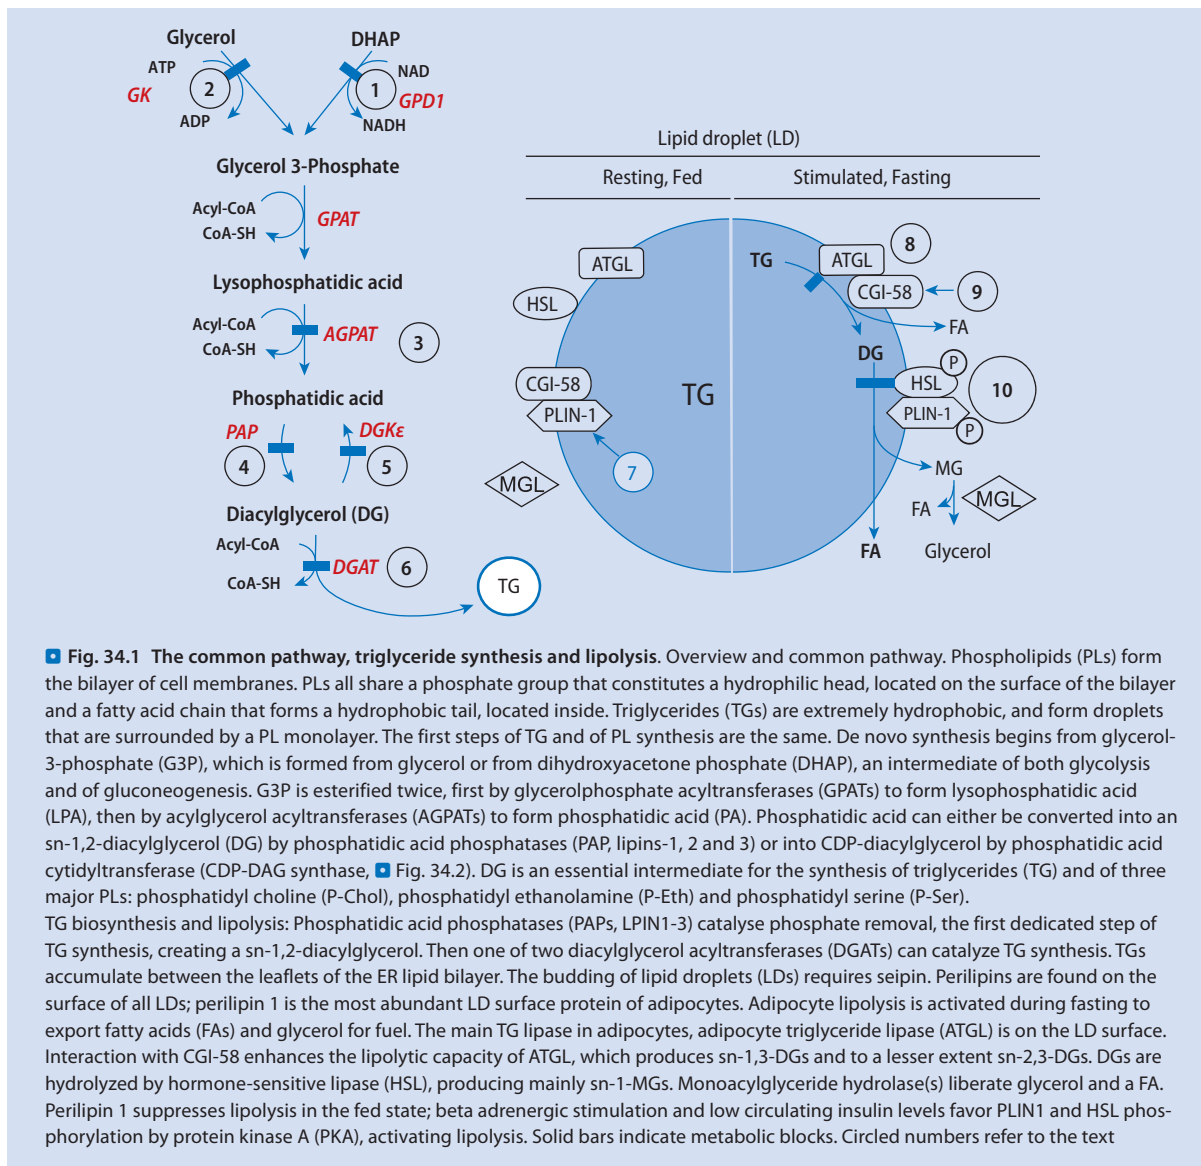 Glycerol
DHAP
ATP
NAD
GK
2
1
GPD1
ADP
NADH
Glycerol 3-Phosphate
Acyl-CoA
GPAT
CoA-SH
Lysophosphatidic acid
Acyl-CoA
AGPAT
3
CoA-SH
Phosphatidic acid
PAP
DGKε
4
5
Diacylglycerol (DG)
Acyl-CoA
DGAT
6
CoA-SH
TG
Lipid droplet (LD)
Resting, Fed
Stimulated, Fasting
ATGL
HSL
CGI-58
PLIN-1
7
MGL
TG
TG
ATGL
8
CGI-58
9
FA
DG
P
HSL
10
PLIN-1
P
MG
FA
MGL
FA
Glycerol
Fig. 34.1 The common pathway, triglyceride synthesis and lipolysis. Overview and common pathway. Phospholipids (PLs) form
the bilayer of cell membranes. PLs all share a phosphate group that constitutes a hydrophilic head, located on the surface of the bilayer
and a fatty acid chain that forms a hydrophobic tail, located inside. Triglycerides (TGs) are extremely hydrophobic, and form droplets
that are surrounded by a PL monolayer. The first steps of TG and of PL synthesis are the same. De novo synthesis begins from glycerol-
3-phosphate (G3P), which is formed from glycerol or from dihydroxyacetone phosphate (DHAP), an intermediate of both glycolysis
and of gluconeogenesis. G3P is esterified twice, first by glycerolphosphate acyltransferases (GPATs) to form lysophosphatidic acid
(LPA), then by acylglycerol acyltransferases (AGPATs) to form phosphatidic acid (PA). Phosphatidic acid can either be converted into an
sn-1,2-diacylglycerol (DG) by phosphatidic acid phosphatases (PAP, lipins-1, 2 and 3) or into CDP-diacylglycerol by phosphatidic acid
cytidyltransferase (CDP-DAG synthase, Fig. 34.2). DG is an essential intermediate for the synthesis of triglycerides (TG) and of three
major PLs: phosphatidyl choline (P-Chol), phosphatidyl ethanolamine (P-Eth) and phosphatidyl serine (P-Ser).
TG biosynthesis and lipolysis: Phosphatidic acid phosphatases (PAPs, LPIN1-3) catalyse phosphate removal, the first dedicated step of
TG synthesis, creating a sn-1,2-diacylglycerol. Then one of two diacylglycerol acyltransferases (DGATs) can catalyze TG synthesis. TGs
accumulate between the leaflets of the ER lipid bilayer. The budding of lipid droplets (LDs) requires seipin. Perilipins are found on the
surface of all LDs; perilipin 1 is the most abundant LD surface protein of adipocytes. Adipocyte lipolysis is activated during fasting to
export fatty acids (FAs) and glycerol for fuel. The main TG lipase in adipocytes, adipocyte triglyceride lipase (ATGL) is on the LD surface.
Interaction with CGI-58 enhances the lipolytic capacity of ATGL, which produces sn-1,3-DGs and to a lesser extent sn-2,3-DGs. DGs are
hydrolyzed by hormone-sensitive lipase (HSL), producing mainly sn-1-MGs. Monoacylglyceride hydrolase(s) liberate glycerol and a FA.
Perilipin 1 suppresses lipolysis in the fed state; beta adrenergic stimulation and low circulating insulin levels favor PLIN1 and HSL phos-
phorylation by protein kinase A (PKA), activating lipolysis. Solid bars indicate metabolic blocks. Circled numbers refer to the text